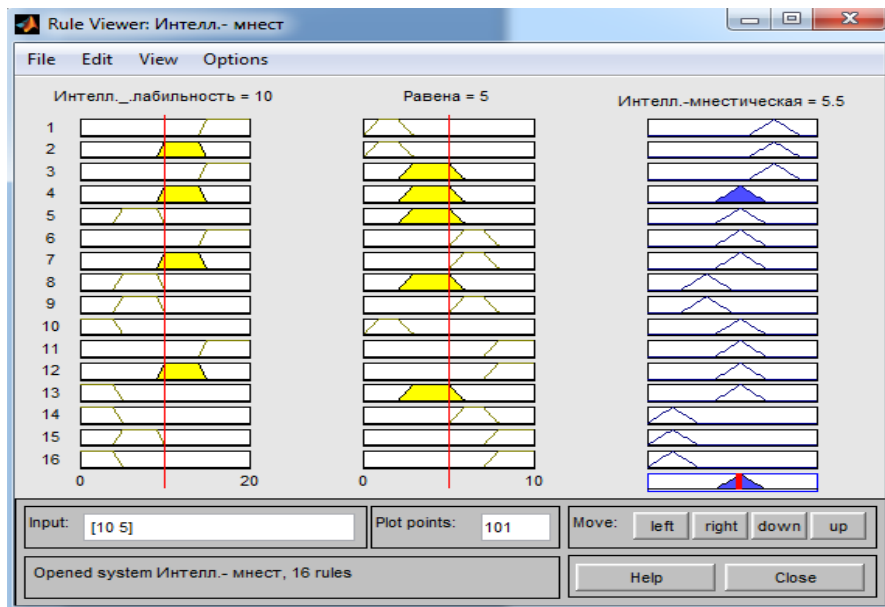 Rule Viewer: Интелл.- мнест
File Edit View Options
Интелл._.лабильность = 10
Равена = 5
Интелл.-мнестическая = 5.5
1
2
3
4
5
6
7
8
9
10
11
12
13
14
15
16
0 20
0 10
Input: [10 5]
Plot points: 101
Move: left right down up
Opened system Интелл.- мнест, 16 rules
Help Close